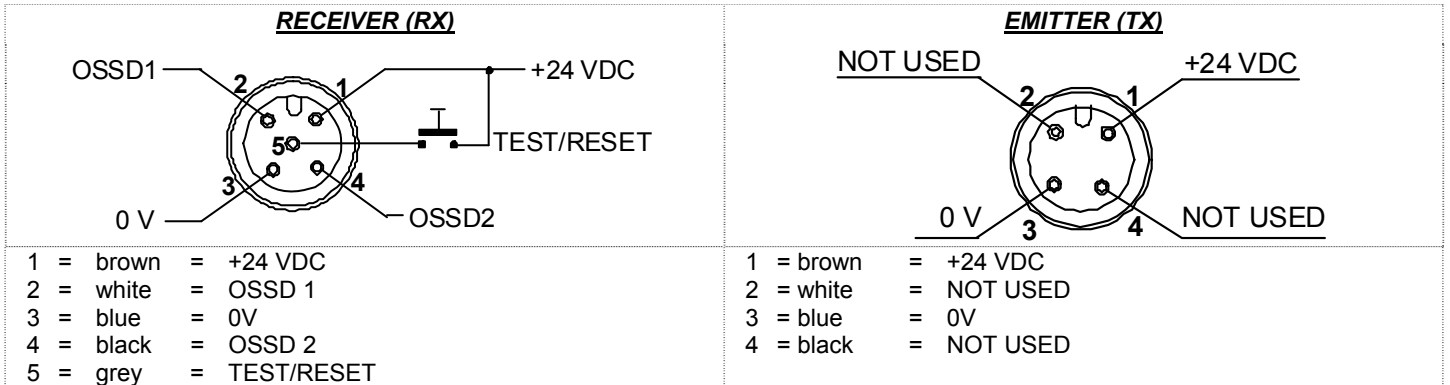 RECEIVER (RX)
OSSD1
2
1
+24 VDC
5
TEST/RESET
3
4
0 V
OSSD2
1 = brown = +24 VDC
2 = white = OSSD 1
3 = blue = 0V
4 = black = OSSD 2
5 = grey = TEST/RESET
EMITTER (TX)
NOT USED
+24 VDC
2
1
0 V
3
4
NOT USED
1 = brown = +24 VDC
2 = white = NOT USED
3 = blue = 0V
4 = black = NOT USED